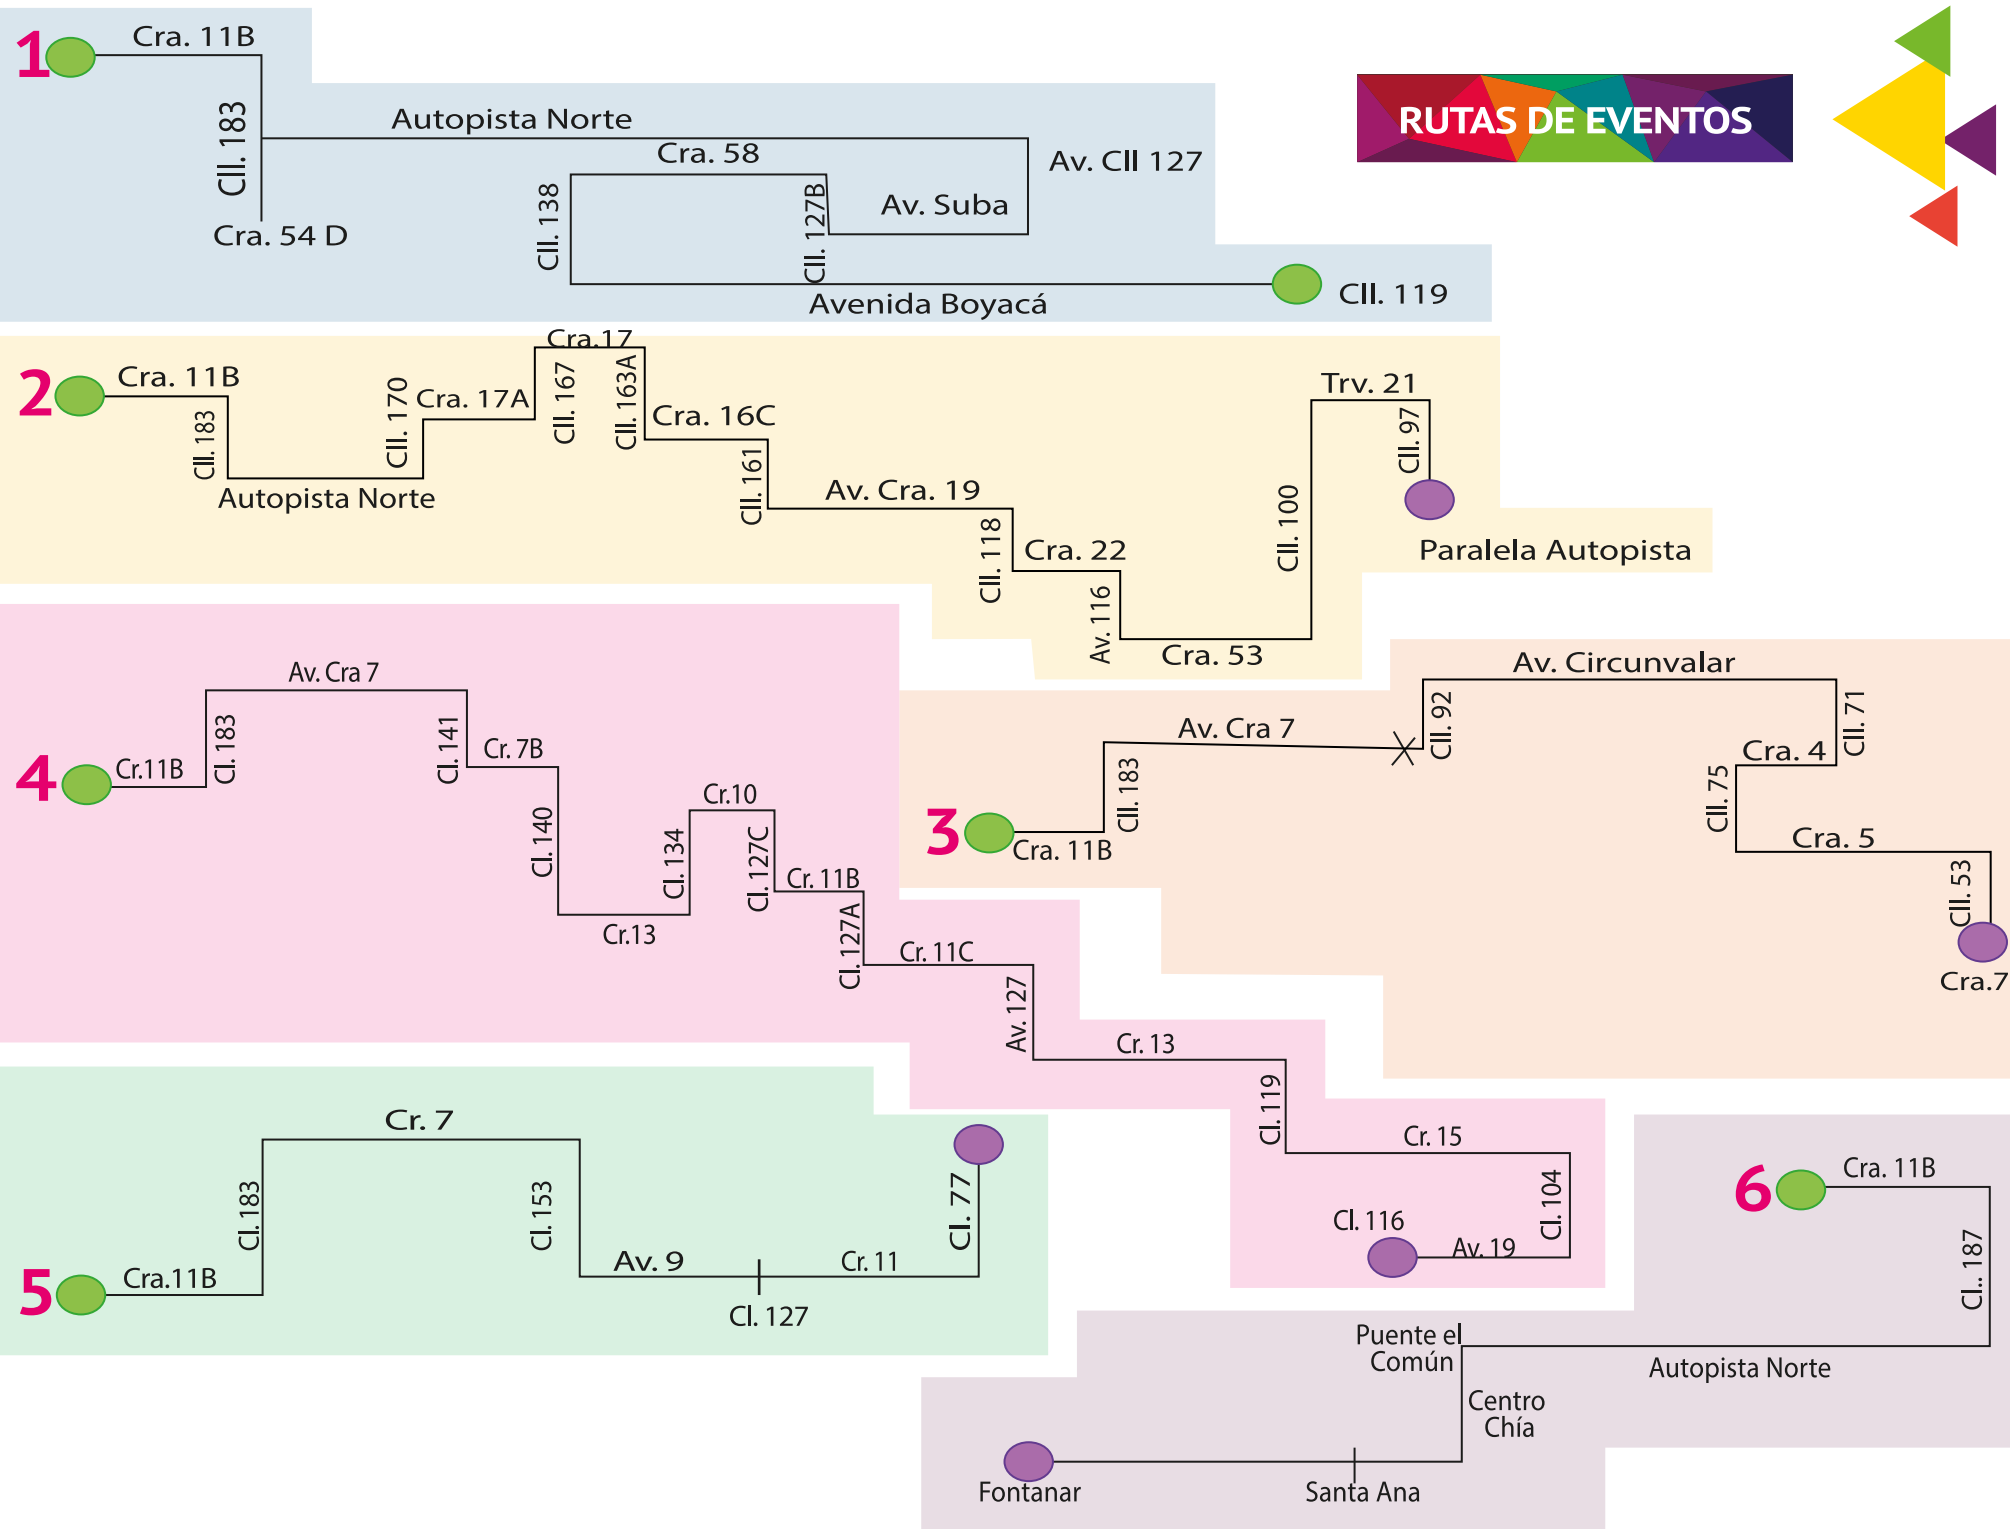 RUTAS DE EVENTOS
1
Cra. 11B
Cll. 183
Cra. 54 D
Autopista Norte
Av. Cll 127
Av. Suba
Cll. 127B
Cra. 58
Cll. 138
Avenida Boyacá
Cll. 119
2
Cra. 11B
Cll. 183
Autopista Norte
Cll. 170
Cra. 17A
Cll. 167
Cra.17
Cll. 163A
Cra. 16C
Cll. 161
Av. Cra. 19
Cll. 118
Cra. 22
Av. 116
Cra. 53
Cll. 100
Trv. 21
Cll. 97
Paralela Autopista
3
Cra. 11B
Cll. 183
Av. Cra 7
Cll. 92
Av. Circunvalar
Cll. 71
Cra. 4
Cll. 75
Cra. 5
Cll. 53
Cra.7
4
Cr.11B
Cl. 183
Av. Cra 7
Cl. 141
Cr. 7B
Cl. 140
Cr.13
Cl. 134
Cr.10
Cl. 127C
Cr. 11B
Cl. 127A
Cr. 11C
Av. 127
Cr. 13
Cl. 119
Cr. 15
Cl. 104
Av. 19
Cl. 116
5
Cra.11B
Cl. 183
Cr. 7
Cl. 153
Av. 9
Cl. 127
Cr. 11
Cl. 77
6
Cra. 11B
Cl.. 187
Autopista Norte
Puente el
Común
Centro
Chía
Santa Ana
Fontanar